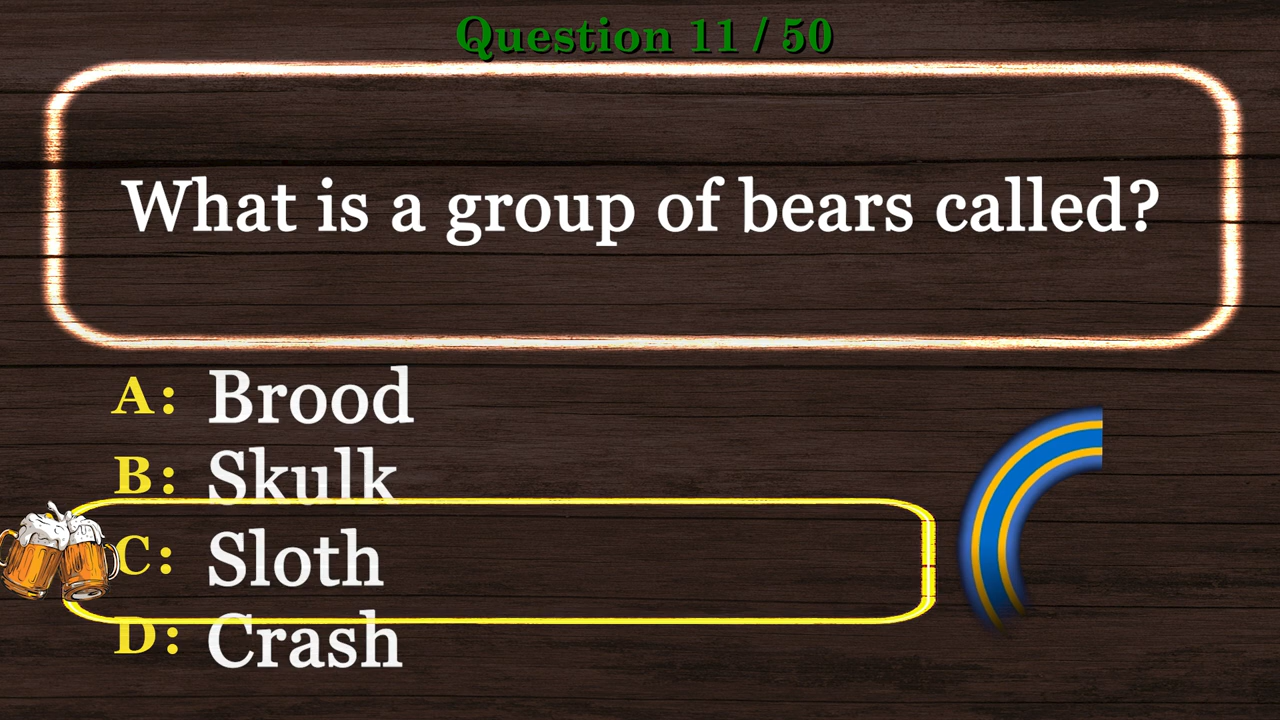 Question 11 / 50
What is a group of bears called?
A: Brood
B: Skulk
C: Sloth
D: Crash